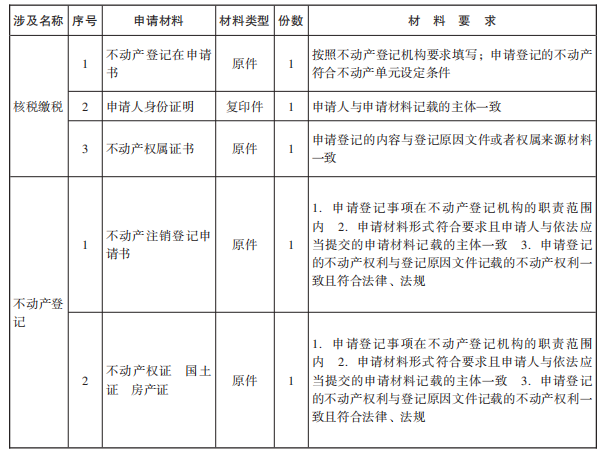 涉及名称 序号 申请材料 材料类型 份数 材料要求
核税缴税
1 不动产登记在申请书 原件 1 按照不动产登记机构要求填写；申请登记的不动产
符合不动产单元设定条件
2 申请人身份证明 复印件 1 申请人与申请材料记载的主体一致
3 不动产权属证书 原件 1 申请登记的内容与登记原因文件或者权属来源材料
一致
不动产登
记
1 不动产注销登记申
请书 原件 1 1. 申请登记事项在不动产登记机构的职责范围
内 2. 申请材料形式符合要求且申请人与依法应
当提交的申请材料记载的主体一致 3. 申请登记
的不动产权利与登记原因文件记载的不动产权利一
致且符合法律、法规
2 不动产权证 国土
证 房产证 原件 1 1. 申请登记事项在不动产登记机构的职责范围
内 2. 申请材料形式符合要求且申请人与依法应
当提交的申请材料记载的主体一致 3. 申请登记
的不动产权利与登记原因文件记载的不动产权利一
致且符合法律、法规